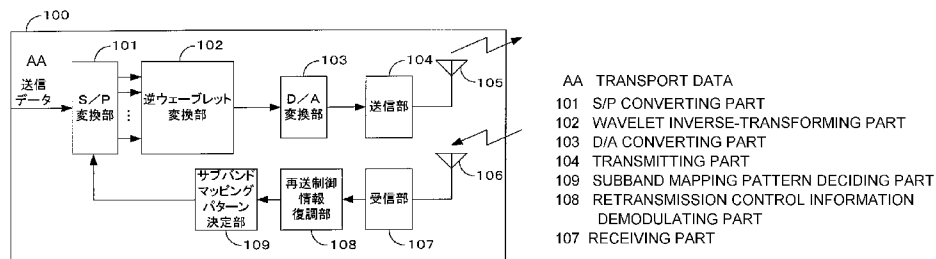 100
101
102
103
104
105
AA
送信
データ
S/P
変換部
逆ウェーブレット
変換部
D/A
変換部
送信部
サブバンド
マッピング
パターン
決定部
再送制御
情報
復調部
受信部
106
109
108
107
AA TRANSPORT DATA
101 S/P CONVERTING PART
102 WAVELET INVERSE-TRANSFORMING PART
103 D/A CONVERTING PART
104 TRANSMITTING PART
109 SUBBAND MAPPING PATTERN DECIDING PART
108 RETRANSMISSION CONTROL INFORMATION
DEMODULATING PART
107 RECEIVING PART